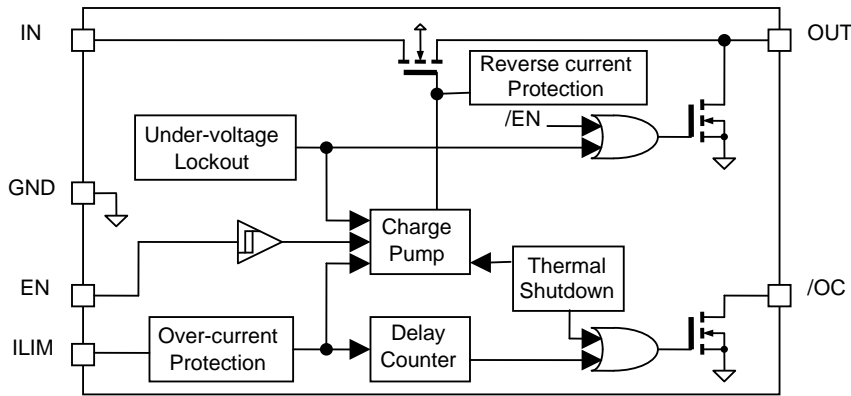 IN
OUT
Reverse current
Protection
/EN
Under-voltage
Lockout
GND
Charge
Pump
EN
Thermal
Shutdown
/OC
ILIM
Over-current
Protection
Delay
Counter